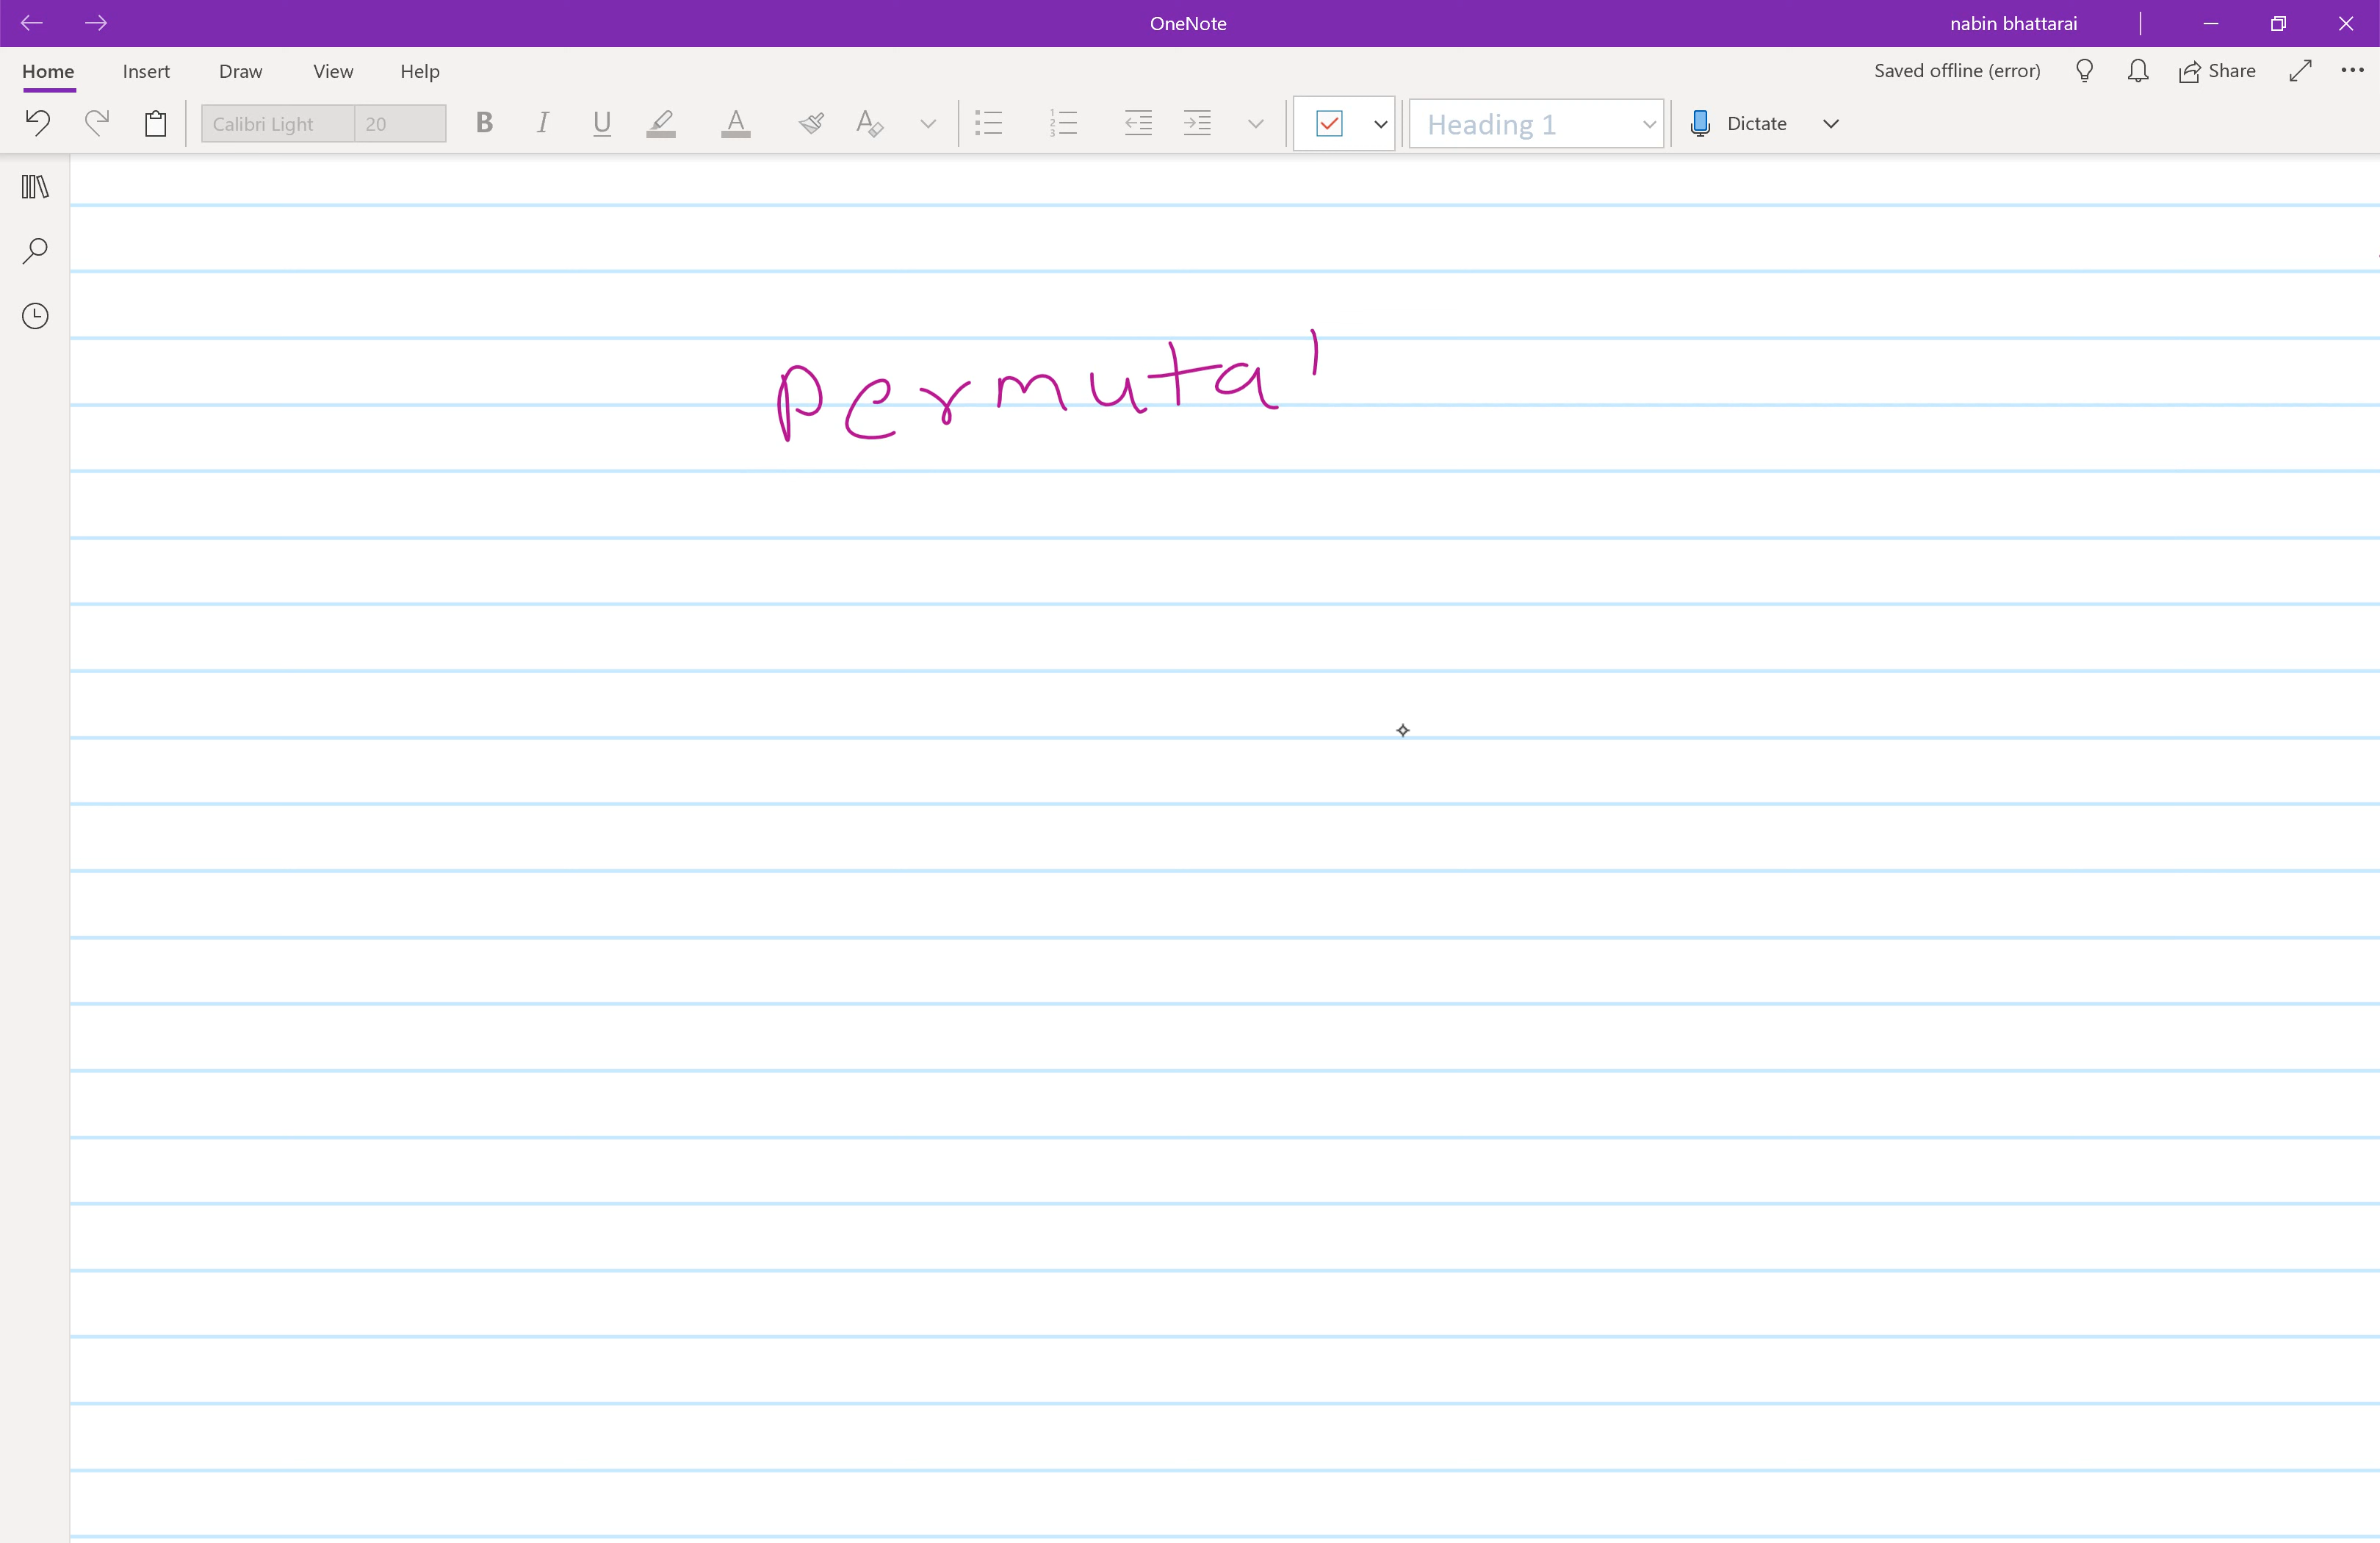 OneNote
nabin bhattarai
Home Insert Draw View Help
Saved offline (error) Share
Calibri Light 20 B I U A A Heading 1 Dictate
permuta